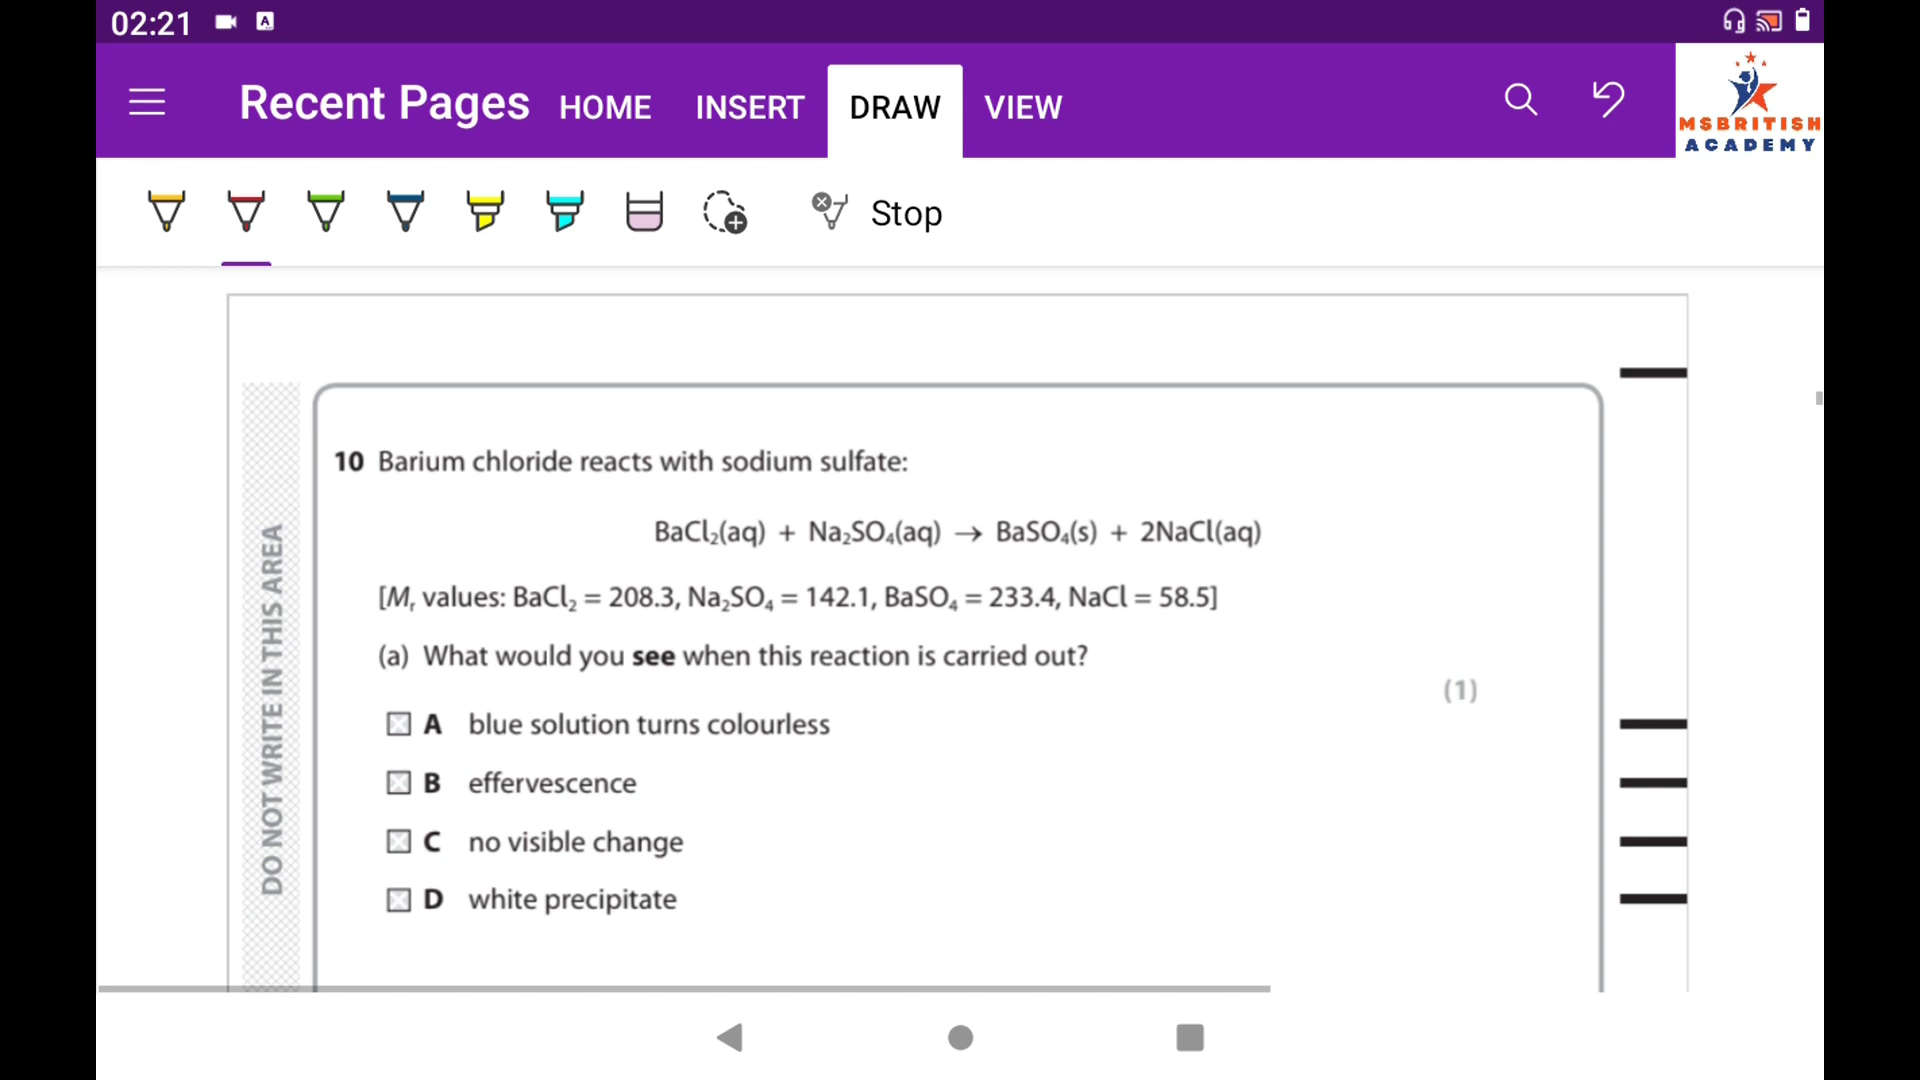 02:21 A
Recent Pages HOME INSERT DRAW VIEW
MSBRITISH
ACADEMY
Stop
DO NOT WRITE IN THIS AREA
10 Barium chloride reacts with sodium sulfate:
BaCl₂(aq) + Na₂SO₄(aq) → BaSO₄(s) + 2NaCl(aq)
[Mᵣ values: BaCl₂ = 208.3, Na₂SO₄ = 142.1, BaSO₄ = 233.4, NaCl = 58.5]
(a) What would you see when this reaction is carried out?
(1)
A blue solution turns colourless
B effervescence
C no visible change
D white precipitate